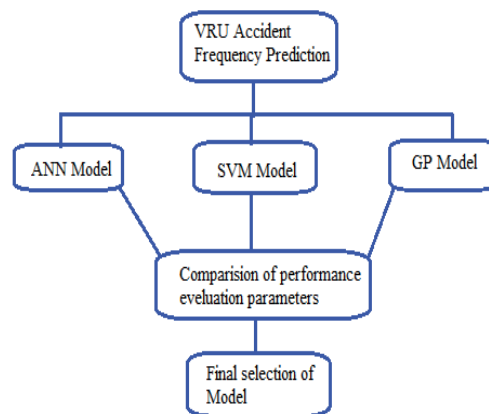 VRU Accident
Frequency Prediction
ANN Model
SVM Model
GP Model
Comparision of performance
eveluation parameters
Final selection of
Model